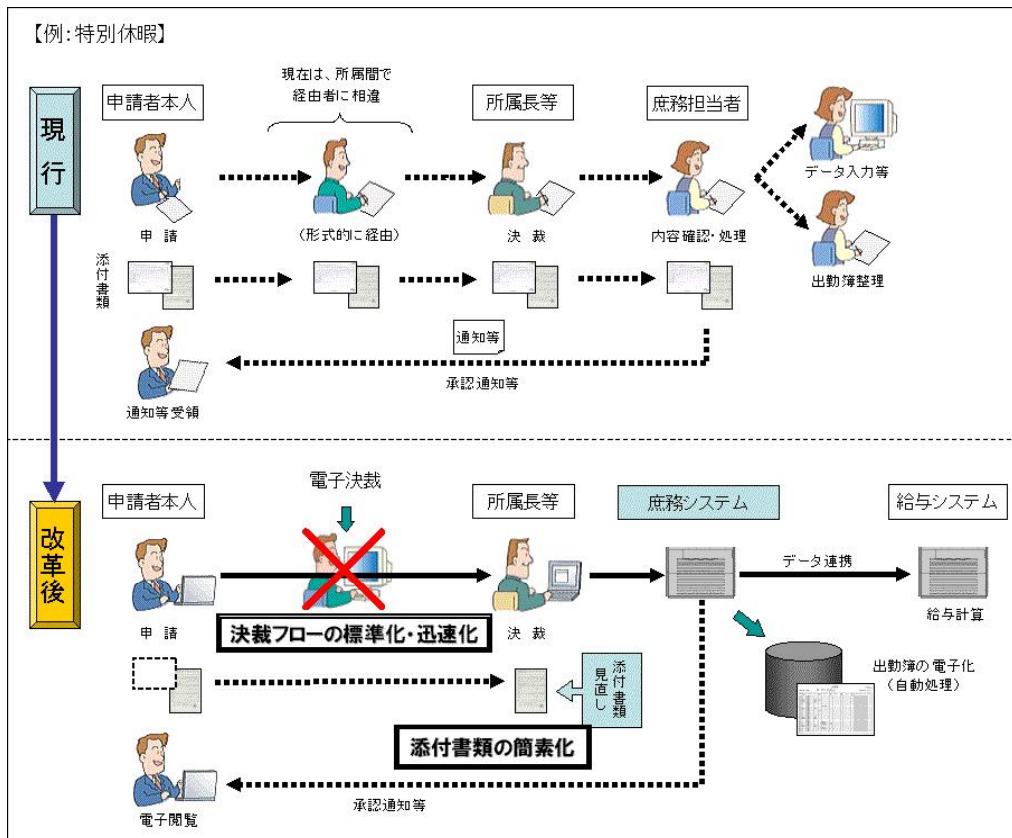 【例:特別休暇】
現在は、所属間で
経由者に相違
申請者本人
所属長等
庶務担当者
現行
データ入力等
申 請
(形式的に経由)
決 裁
内容確認・処理
添付書類
出勤簿整理
通知等
承認通知等
通知等受領
電子決裁
申請者本人
所属長等
庶務システム
給与システム
改革後
データ連携
申 請
決裁フローの標準化・迅速化
決 裁
給与計算
添付書類
見直し
出勤簿の電子化
(自動処理)
添付書類の簡素化
承認通知等
電子閲覧